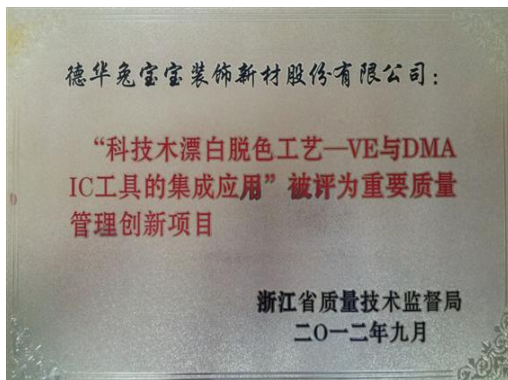 德华兔宝宝装饰新材股份有限公司：
“科技木漂白脱色工艺—VE与DMA
IC工具的集成应用”被评为重要质量
管理创新项目
浙江省质量技术监督局
二〇一二年九月